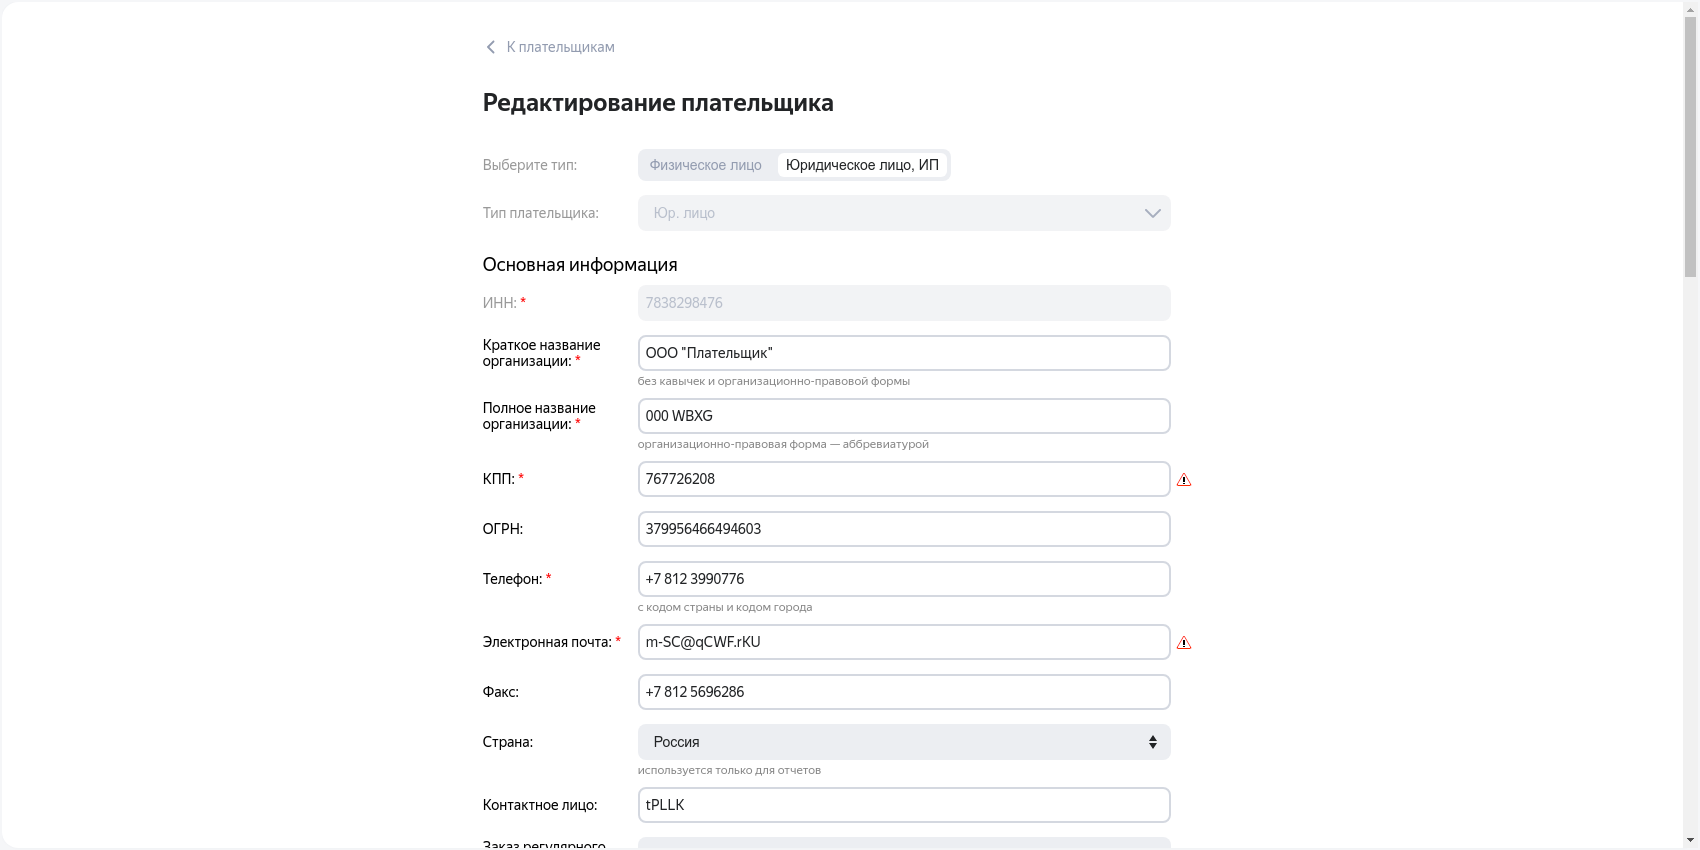 К плательщикам
Редактирование плательщика
Выберите тип:
Физическое лицо
Юридическое лицо, ИП
Тип плательщика:
Юр. лицо
Основная информация
ИНН: *
7838298476
Краткое название
организации: *
ООО "Плательщик"
без кавычек и организационно-правовой формы
Полное название
организации: *
000 WBXG
организационно-правовая форма — аббревиатурой
КПП: *
767726208
ОГРН:
379956466494603
Телефон: *
+7 812 3990776
с кодом страны и кодом города
Электронная почта: *
m-SC@qCWF.rKU
Факс:
+7 812 5696286
Страна:
Россия
используется только для отчетов
Контактное лицо:
tPLLK
Заказ регулярного